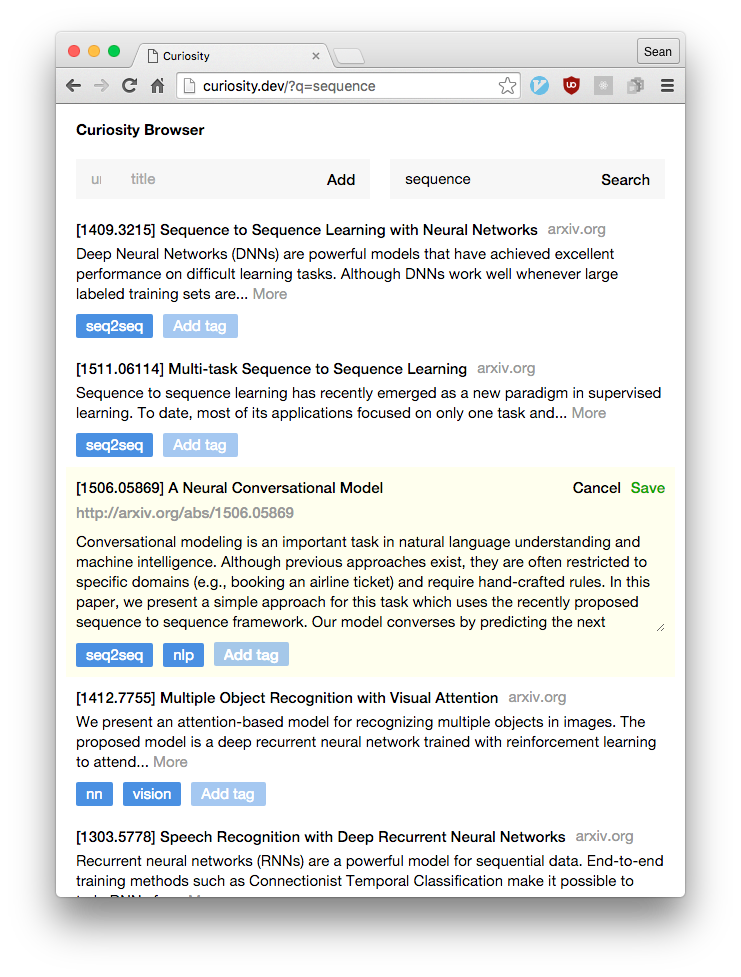 Curiosity
Sean
curiosity.dev/?q=sequence
Curiosity Browser
title Add sequence Search
[1409.3215] Sequence to Sequence Learning with Neural Networks arxiv.org
Deep Neural Networks (DNNs) are powerful models that have achieved excellent
performance on difficult learning tasks. Although DNNs work well whenever large
labeled training sets are... More
seq2seq Add tag
[1511.06114] Multi-task Sequence to Sequence Learning arxiv.org
Sequence to sequence learning has recently emerged as a new paradigm in supervised
learning. To date, most of its applications focused on only one task and... More
seq2seq Add tag
[1506.05869] A Neural Conversational Model Cancel Save
http://arxiv.org/abs/1506.05869
Conversational modeling is an important task in natural language understanding and
machine intelligence. Although previous approaches exist, they are often restricted to
specific domains (e.g., booking an airline ticket) and require hand-crafted rules. In this
paper, we present a simple approach for this task which uses the recently proposed
sequence to sequence framework. Our model converses by predicting the next
seq2seq nlp Add tag
[1412.7755] Multiple Object Recognition with Visual Attention arxiv.org
We present an attention-based model for recognizing multiple objects in images. The
proposed model is a deep recurrent neural network trained with reinforcement learning
to attend... More
nn vision Add tag
[1303.5778] Speech Recognition with Deep Recurrent Neural Networks arxiv.org
Recurrent neural networks (RNNs) are a powerful model for sequential data. End-to-end
training methods such as Connectionist Temporal Classification make it possible to